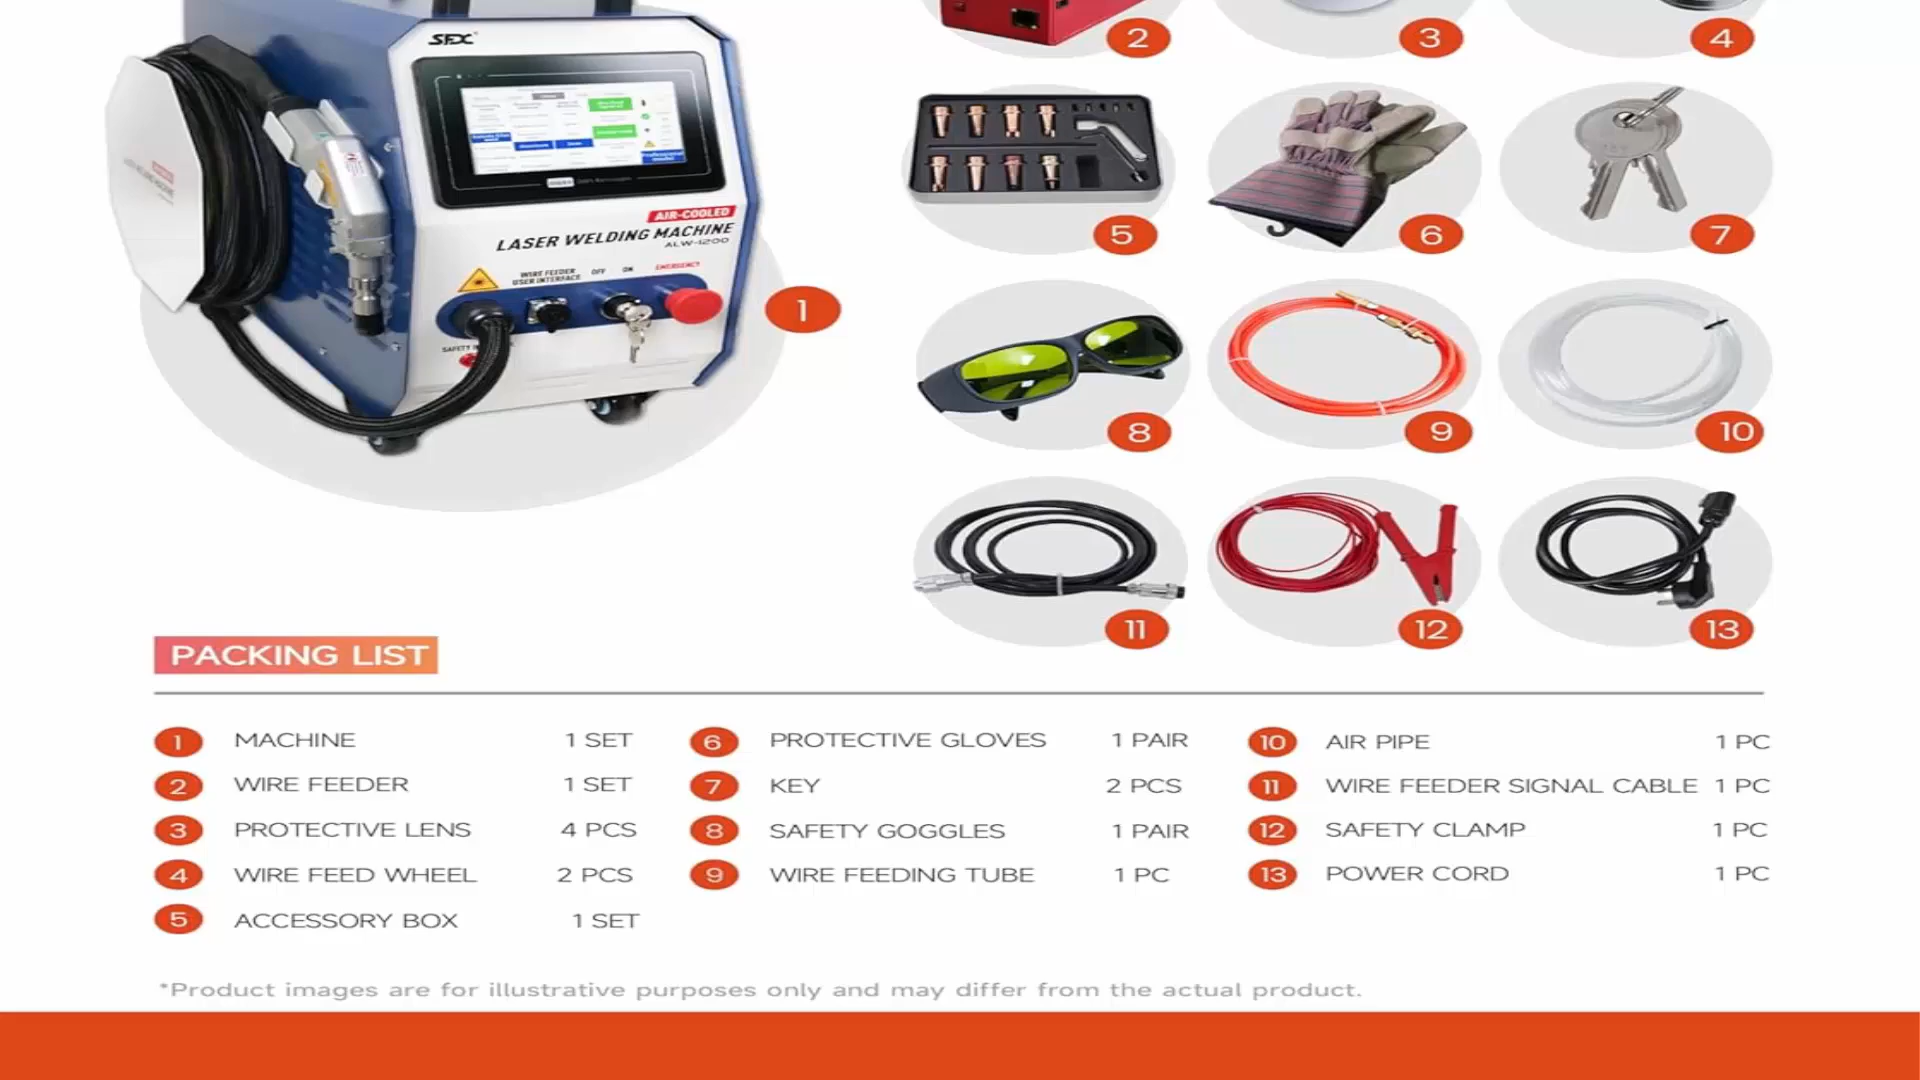 SFX
2
3
4
AIR-COOLED
LASER WELDING MACHINE
ALW-1200
WIRE FEEDER
USER INTERFACE
OFF
ON
EMERGENCY
SAFETY
1
5
6
7
8
9
10
11
12
13
PACKING LIST
1 MACHINE 1 SET
2 WIRE FEEDER 1 SET
3 PROTECTIVE LENS 4 PCS
4 WIRE FEED WHEEL 2 PCS
5 ACCESSORY BOX 1 SET
6 PROTECTIVE GLOVES 1 PAIR
7 KEY 2 PCS
8 SAFETY GOGGLES 1 PAIR
9 WIRE FEEDING TUBE 1 PC
10 AIR PIPE 1 PC
11 WIRE FEEDER SIGNAL CABLE 1 PC
12 SAFETY CLAMP 1 PC
13 POWER CORD 1 PC
*Product images are for illustrative purposes only and may differ from the actual product.